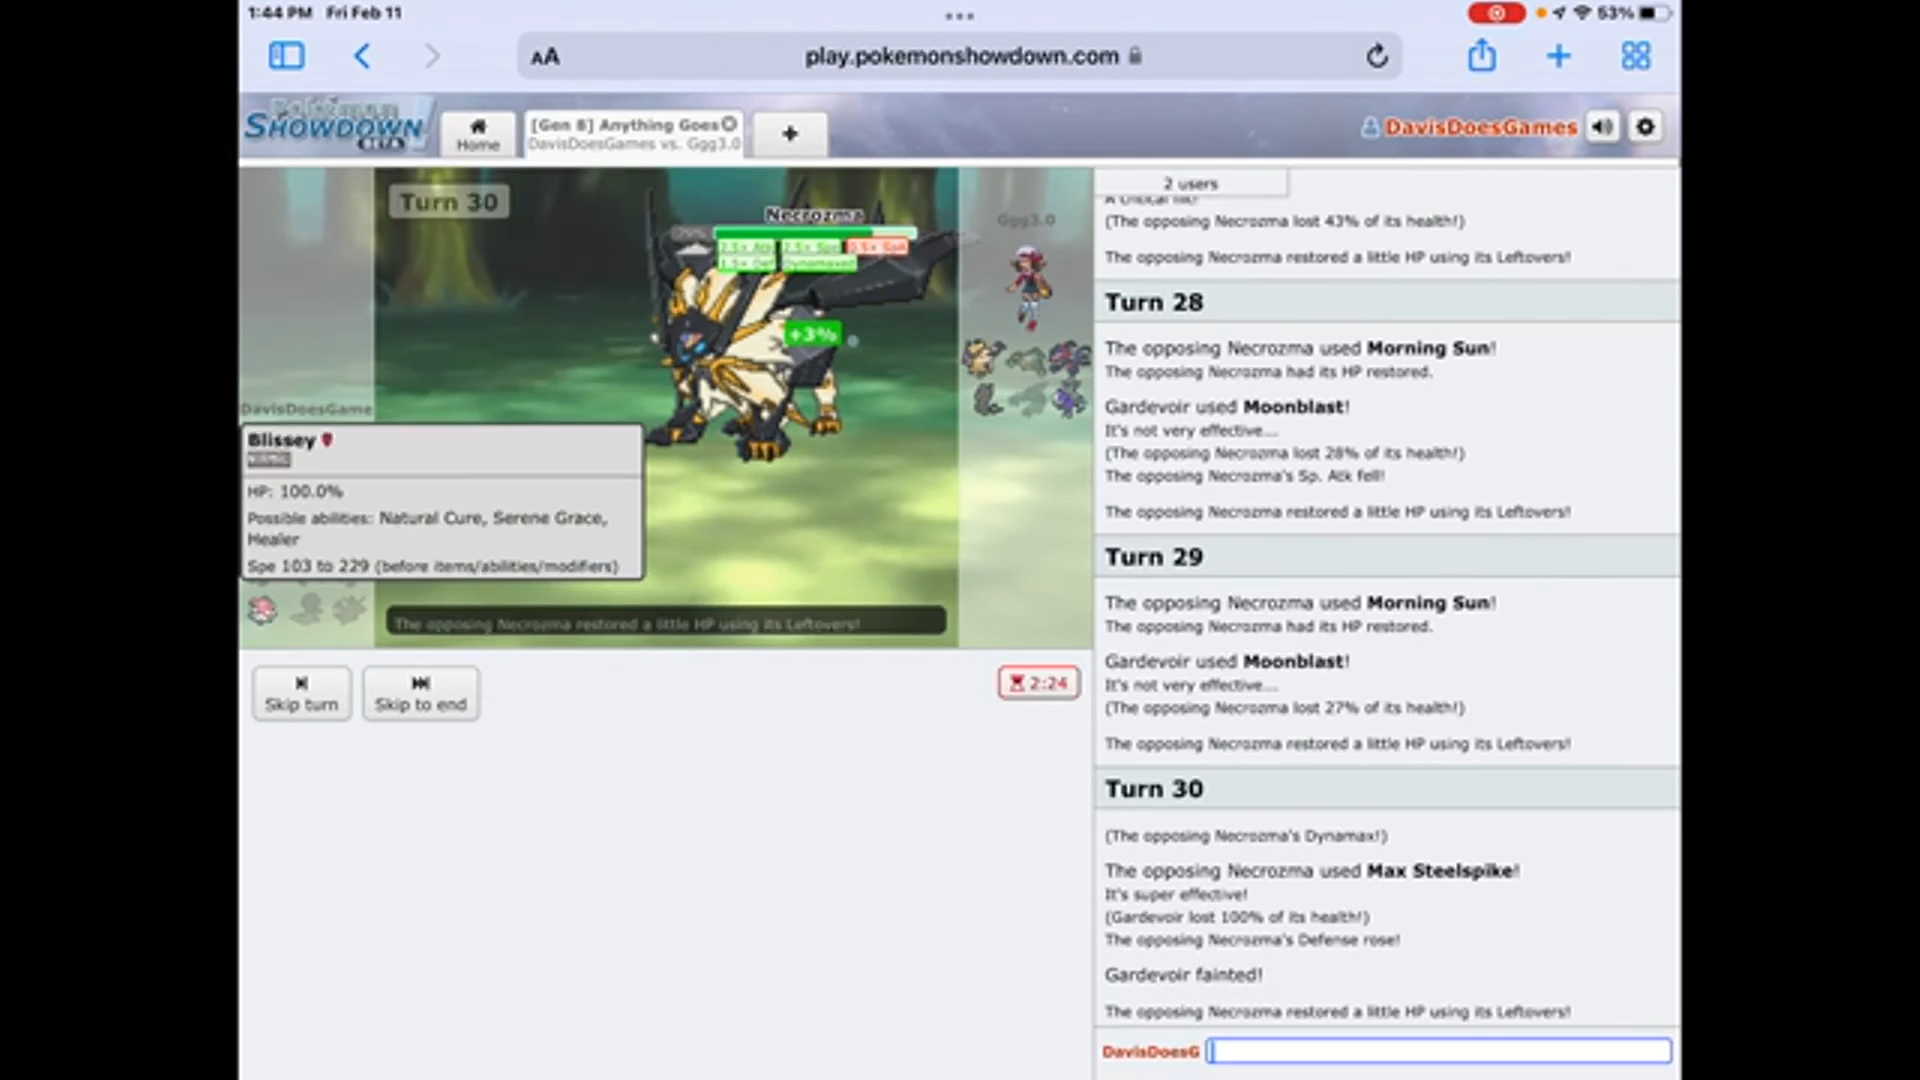 1:44 PM Fri Feb 11
53%
AA
play.pokemonshowdown.com
Pokémon
SHOWDOWN
BETA
Home
[Gen 8] Anything Goes
DavisDoesGames vs. Ggg3.0
DavisDoesGames
Turn 30
Necrozma
Dynamaxed
+3%
Ggg3.0
DavisDoesGame
Blissey
HP: 100.0%
Possible abilities: Natural Cure, Serene Grace,
Healer
Spe 103 to 229 (before items/abilities/modifiers)
The opposing Necrozma restored a little HP using its Leftovers!
Skip turn
Skip to end
2:24
2 users
A critical hit!
(The opposing Necrozma lost 43% of its health!)
The opposing Necrozma restored a little HP using its Leftovers!
Turn 28
The opposing Necrozma used Morning Sun!
The opposing Necrozma had its HP restored.
Gardevoir used Moonblast!
It's not very effective...
(The opposing Necrozma lost 28% of its health!)
The opposing Necrozma's Sp. Atk fell!
The opposing Necrozma restored a little HP using its Leftovers!
Turn 29
The opposing Necrozma used Morning Sun!
The opposing Necrozma had its HP restored.
Gardevoir used Moonblast!
It's not very effective...
(The opposing Necrozma lost 27% of its health!)
The opposing Necrozma restored a little HP using its Leftovers!
Turn 30
(The opposing Necrozma's Dynamax!)
The opposing Necrozma used Max Steelspike!
It's super effective!
(Gardevoir lost 100% of its health!)
The opposing Necrozma's Defense rose!
Gardevoir fainted!
The opposing Necrozma restored a little HP using its Leftovers!
DavisDoesG